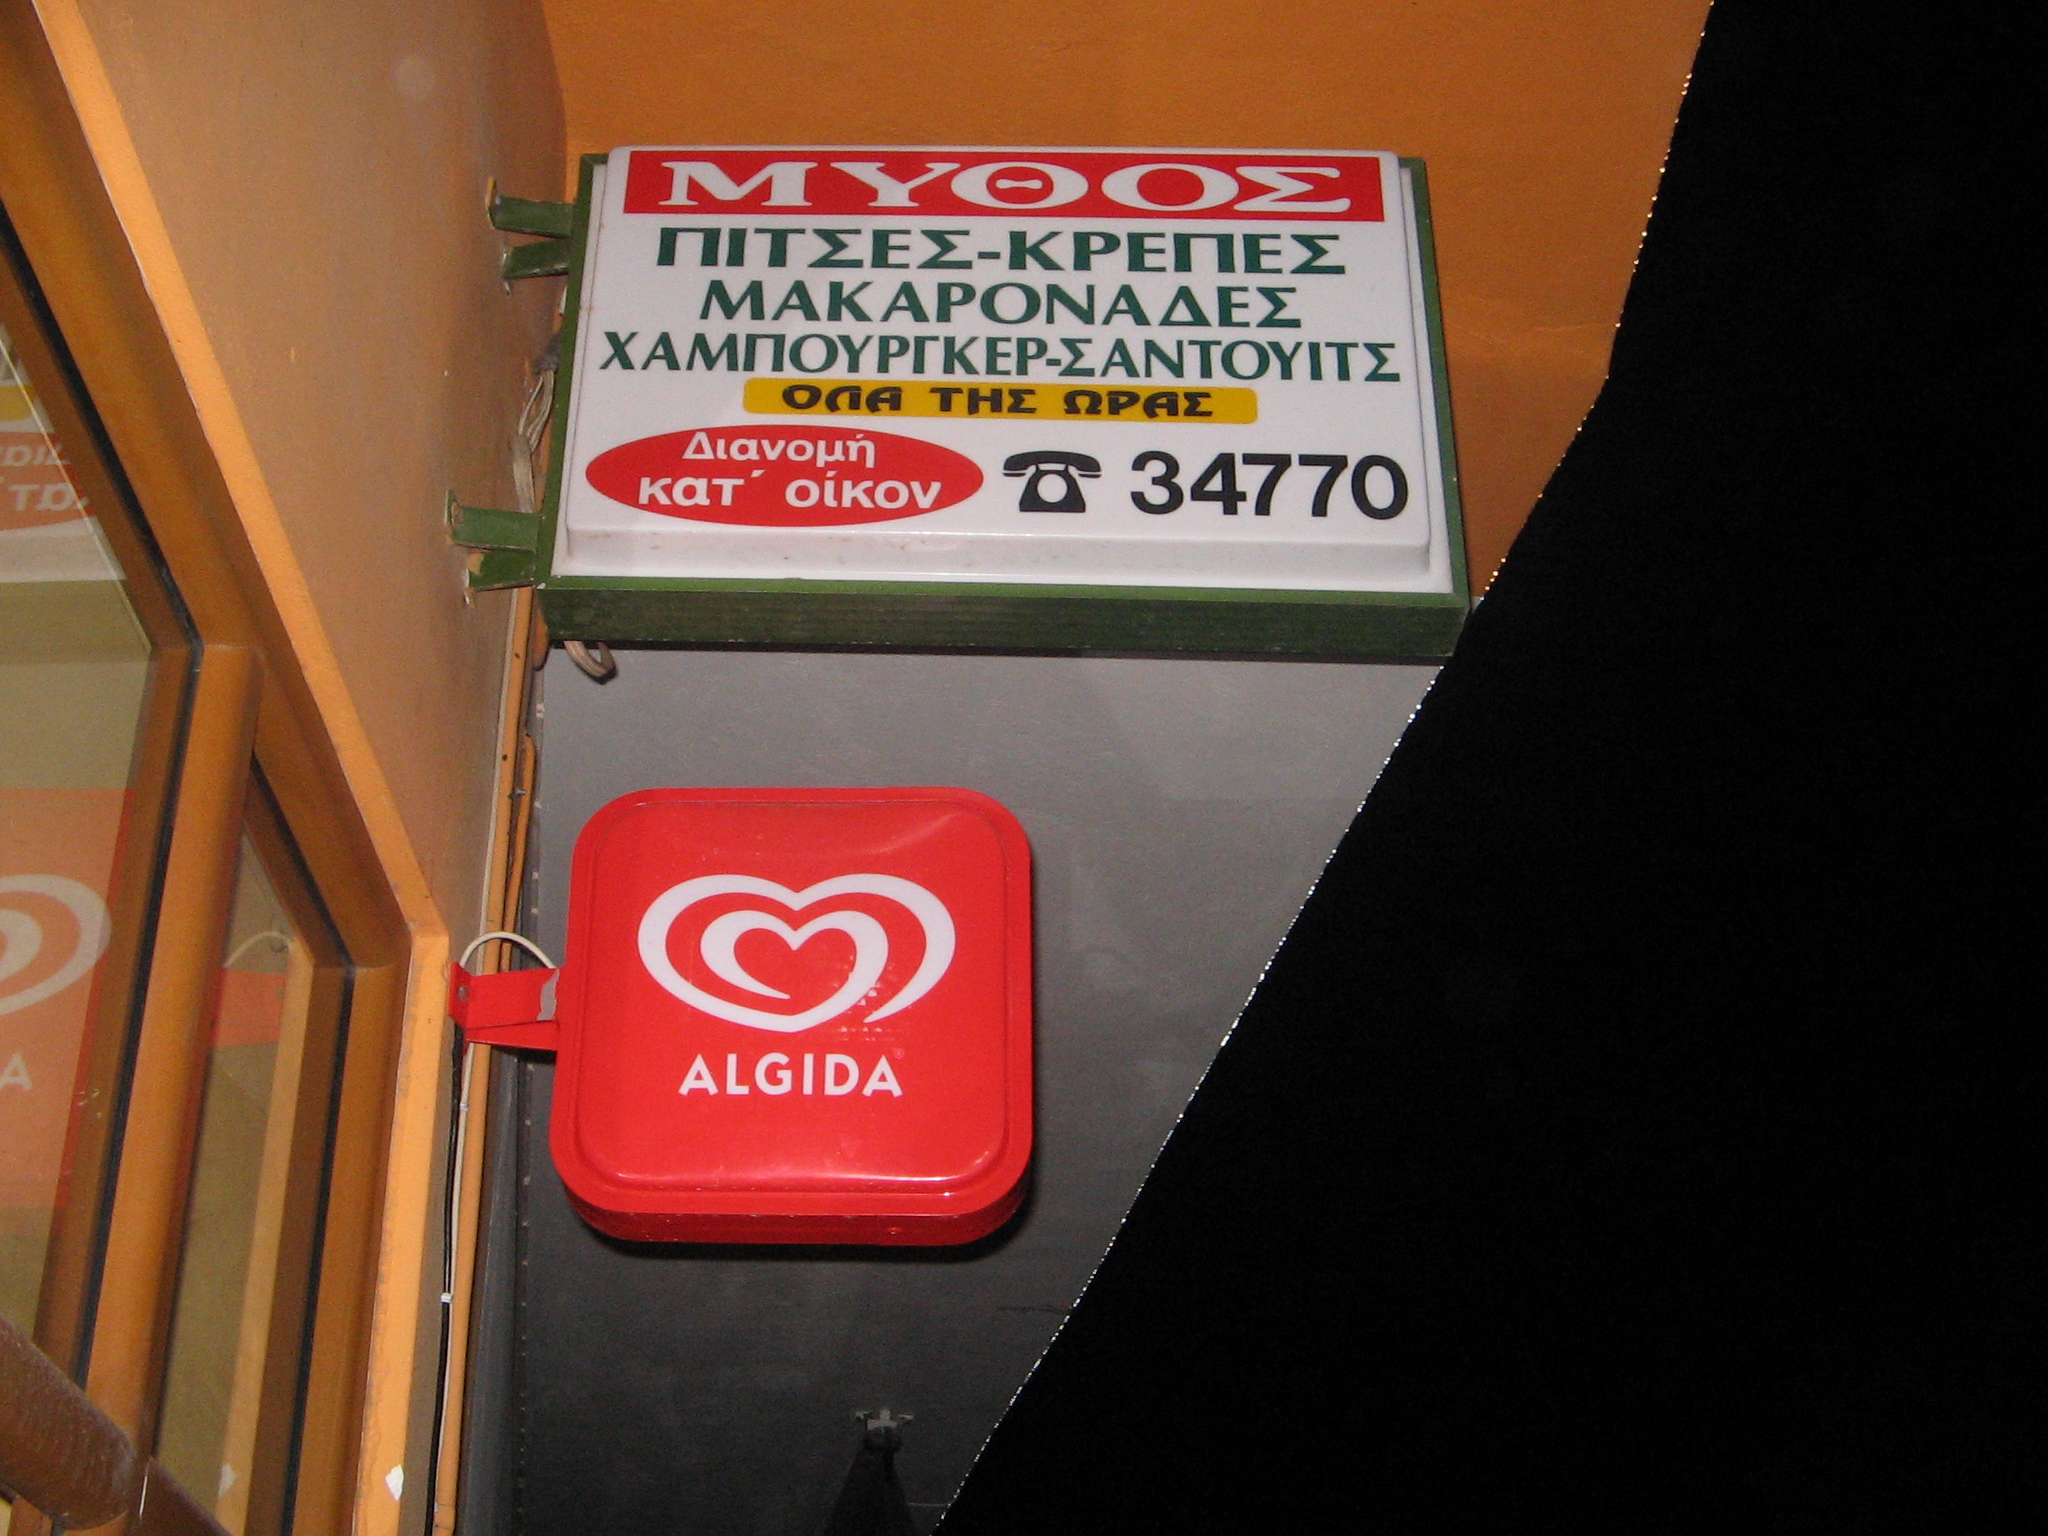 ΜΥΘΟΣ
ΠΙΤΣΕΣ-ΚΡΕΠΕΣ
ΜΑΚΑΡΟΝΑΔΕΣ
ΧΑΜΠΟΥΡΓΚΕΡ-ΣΑΝΤΟΥΙΤΣ
ΟΛΑ ΤΗΣ ΩΡΑΣ
Διανομή
κατ΄ οίκον
34770
ALGIDA